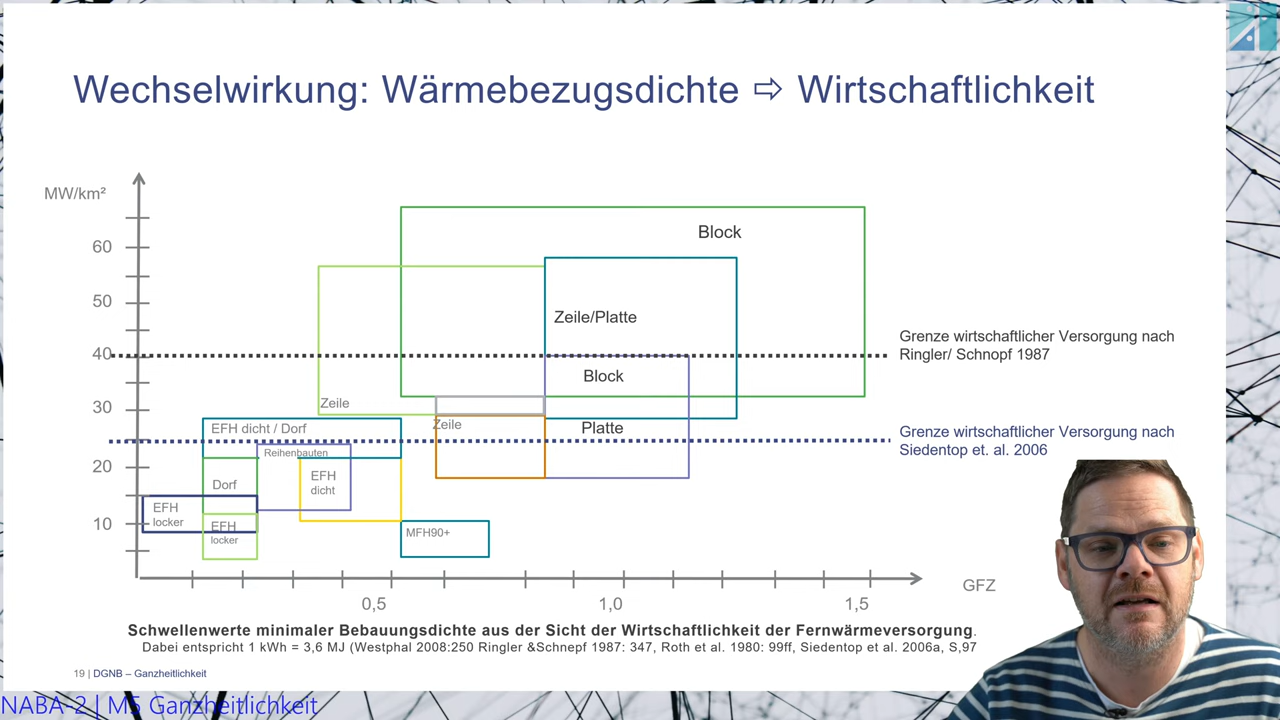 Wechselwirkung: Wärmebezugsdichte ⇨ Wirtschaftlichkeit
MW/km²
60
50
40
30
20
10
Block
Zeile/Platte
Grenze wirtschaftlicher Versorgung nach
Ringler/ Schnopf 1987
Block
Zeile
Zeile
EFH dicht / Dorf
Platte
Grenze wirtschaftlicher Versorgung nach
Siedentop et. al. 2006
Reihenbauten
EFH
dicht
Dorf
EFH
locker
EFH
locker
MFH90+
GFZ
0,5
1,0
1,5
Schwellenwerte minimaler Bebauungsdichte aus der Sicht der Wirtschaftlichkeit der Fernwärmeversorgung.
Dabei entspricht 1 kWh = 3,6 MJ (Westphal 2008:250 Ringler &Schnepf 1987: 347, Roth et al. 1980: 99ff, Siedentop et al. 2006a, S,97
19 | DGNB – Ganzheitlichkeit
NABA-2 | M5 Ganzheitlichkeit